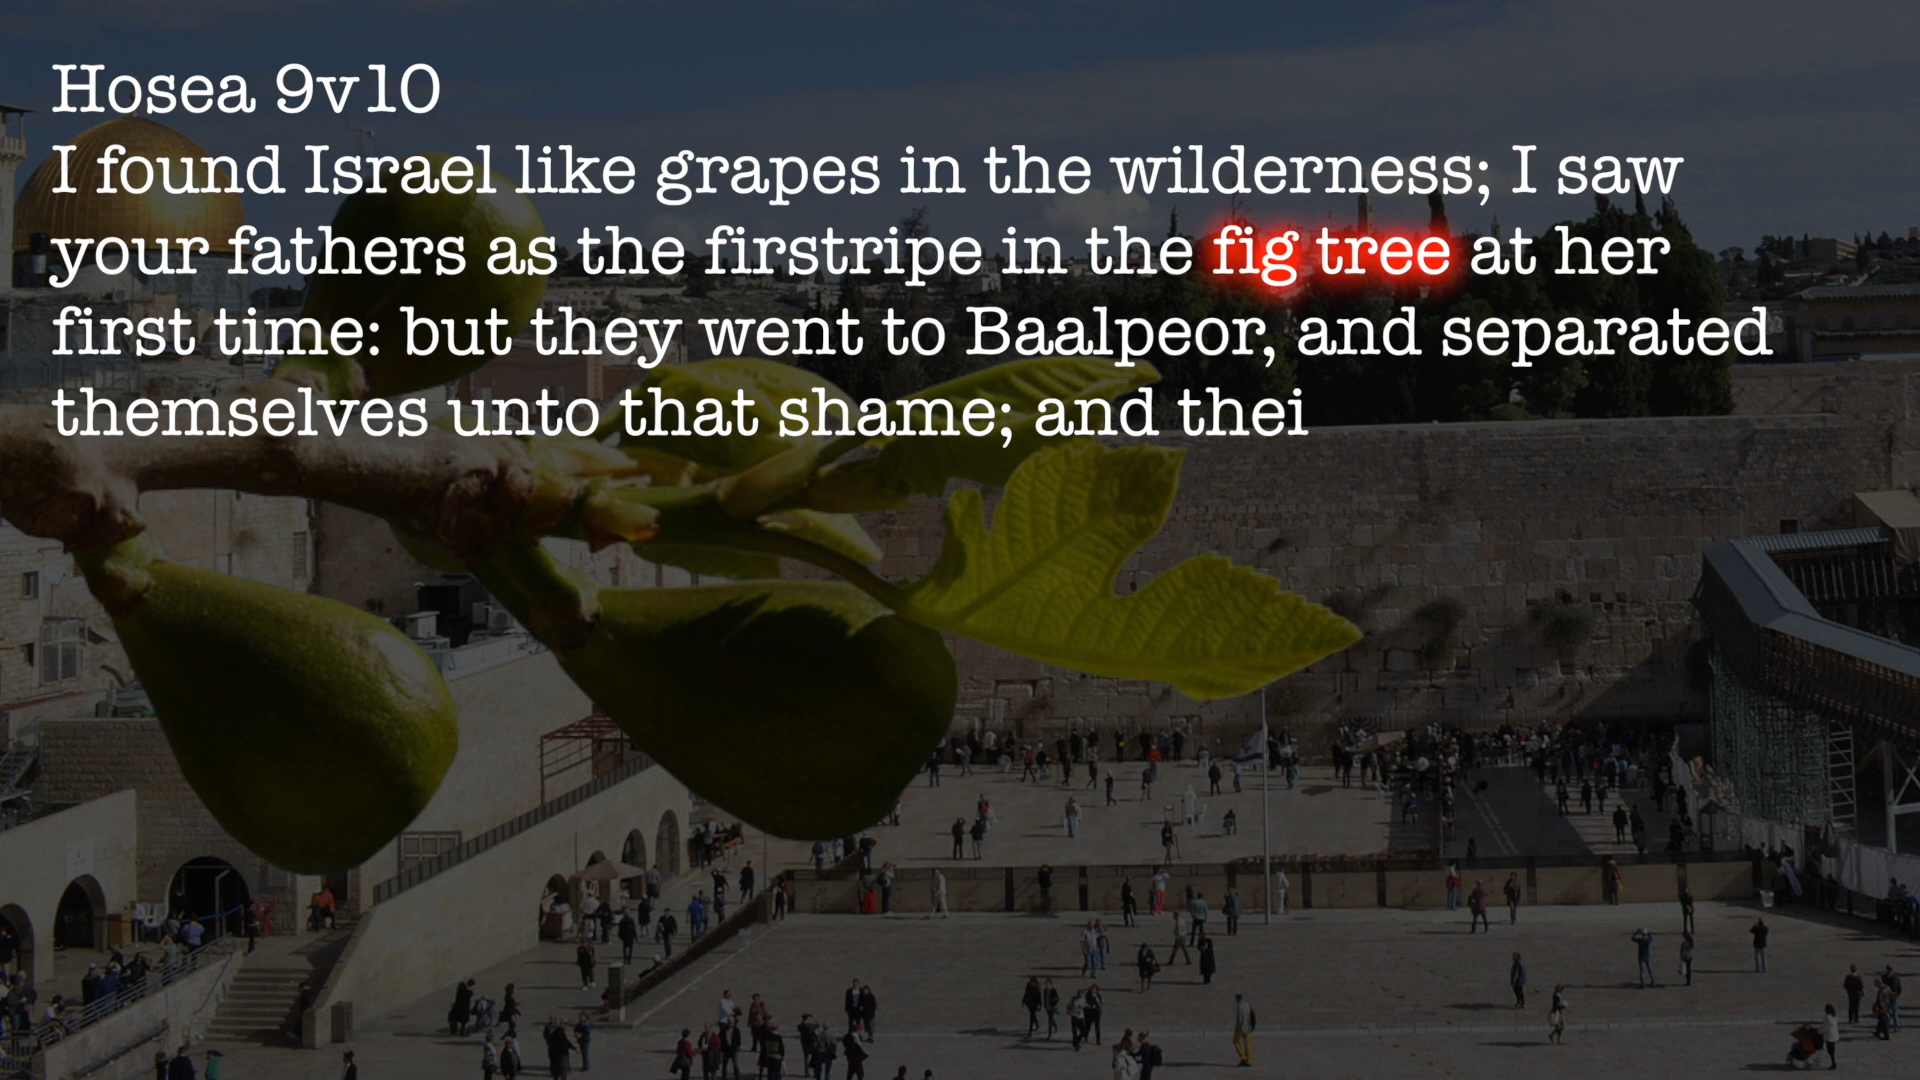 Hosea 9v10
I found Israel like grapes in the wilderness; I saw
your fathers as the firstripe in the fig tree at her
first time: but they went to Baalpeor, and separated
themselves unto that shame; and thei